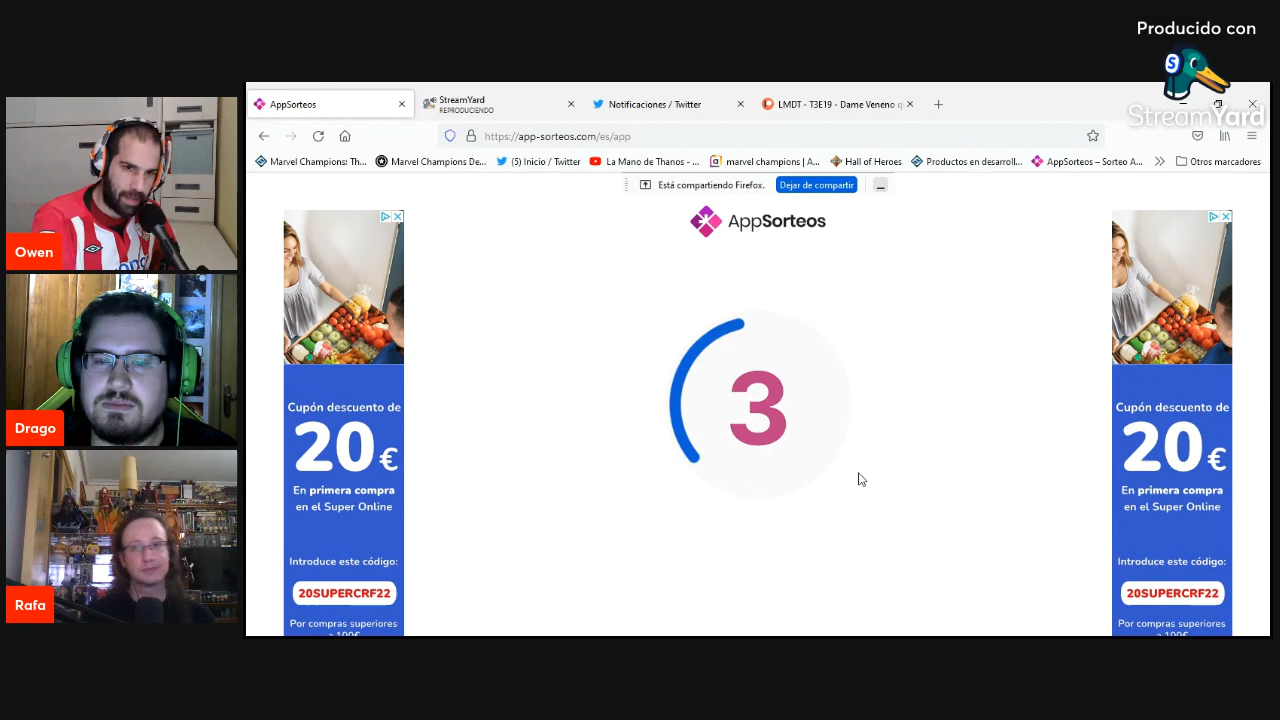 Producido con
StreamYard
AppSorteos
StreamYard
REPRODUCIENDO
Notificaciones / Twitter
LMDT - T3E19 - Dame Veneno q
https://app-sorteos.com/es/app
Marvel Champions: Th...
Marvel Champions De...
(5) Inicio / Twitter
La Mano de Thanos - ...
marvel champions | A...
Hall of Heroes
Productos en desarroll...
AppSorteos – Sorteo A...
Otros marcadores
Está compartiendo Firefox.
Dejar de compartir
AppSorteos
3
Owen
Drago
Rafa
Cupón descuento de
20€
En primera compra
en el Super Online
Introduce este código:
20SUPERCRF22
Por compras superiores
a 100€
Cupón descuento de
20€
En primera compra
en el Super Online
Introduce este código:
20SUPERCRF22
Por compras superiores
a 100€